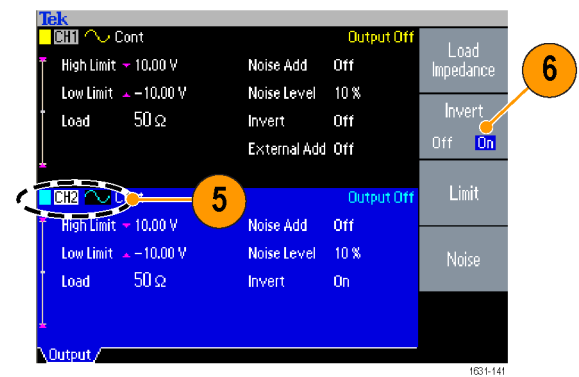 Tek
CH1 Cont Output Off
High Limit 10.00 V Noise Add Off
Low Limit -10.00 V Noise Level 10 %
Load 50 Ω Invert Off
External Add Off
CH2 Output Off
High Limit 10.00 V Noise Add Off
Low Limit -10.00 V Noise Level 10 %
Load 50 Ω Invert On
Output
Load
Impedance
Invert
Off On
Limit
Noise
5
6
1631-141